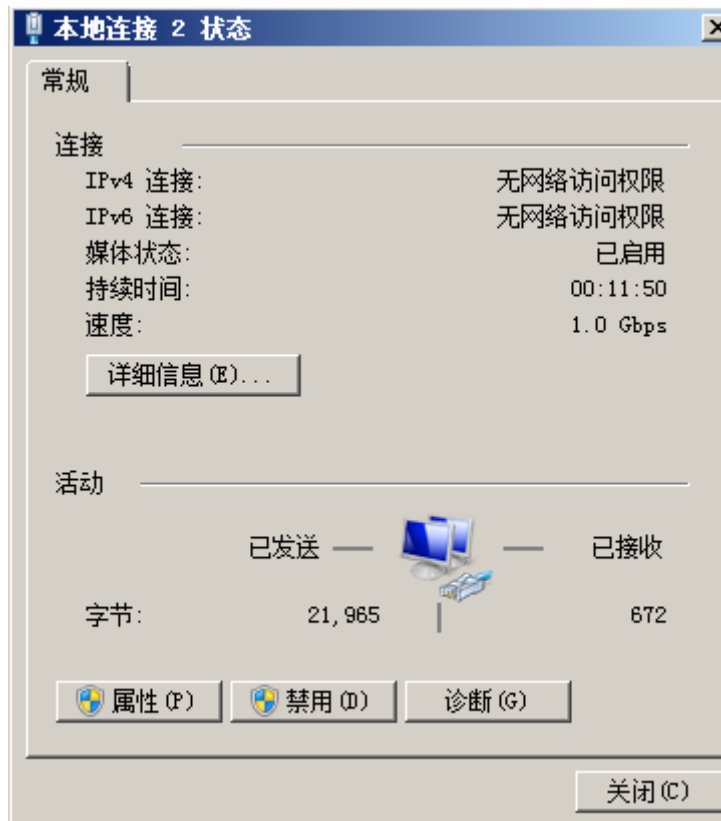 本地连接 2 状态
常规
连接
IPv4 连接: 无网络访问权限
IPv6 连接: 无网络访问权限
媒体状态: 已启用
持续时间: 00:11:50
速度: 1.0 Gbps
详细信息(E)...
活动
已发送 已接收
字节: 21,965 672
属性(P) 禁用(D) 诊断(G)
关闭(C)